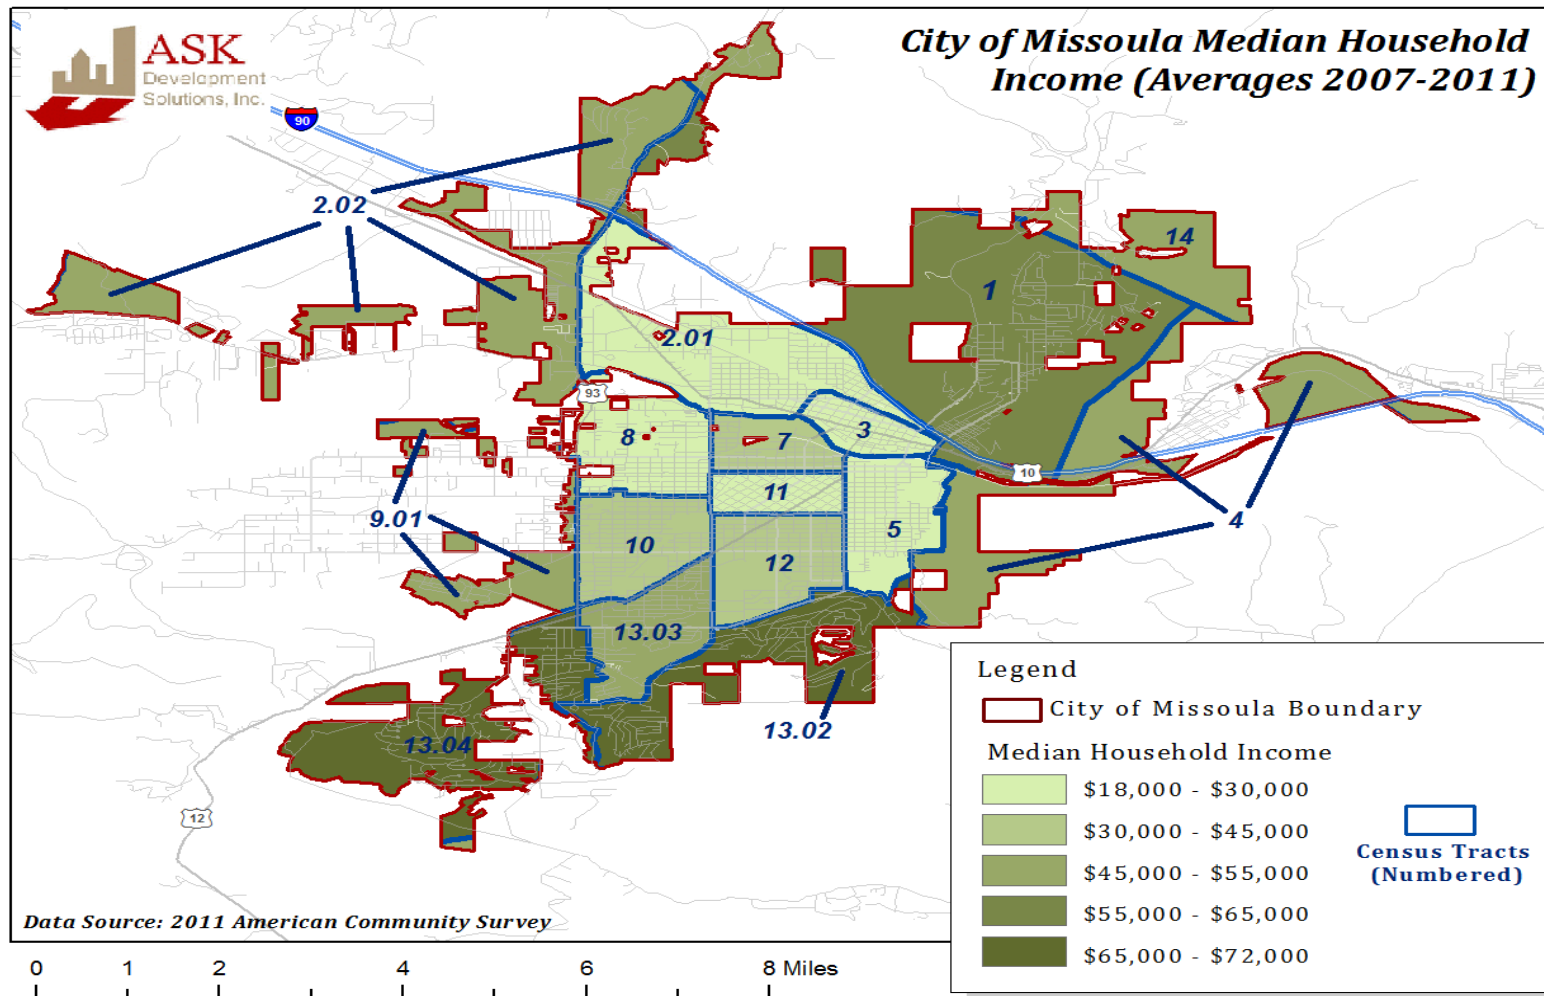 ASK
Development
Solutions, Inc.
City of Missoula Median Household
Income (Averages 2007-2011)
90
2.02
14
1
2.01
93
8
7
3
10
11
9.01
5
4
10
12
13.03
13.02
13.04
12
Legend
City of Missoula Boundary
Median Household Income
$18,000 - $30,000
$30,000 - $45,000
$45,000 - $55,000
$55,000 - $65,000
$65,000 - $72,000
Census Tracts
(Numbered)
Data Source: 2011 American Community Survey
0 1 2 4 6 8 Miles